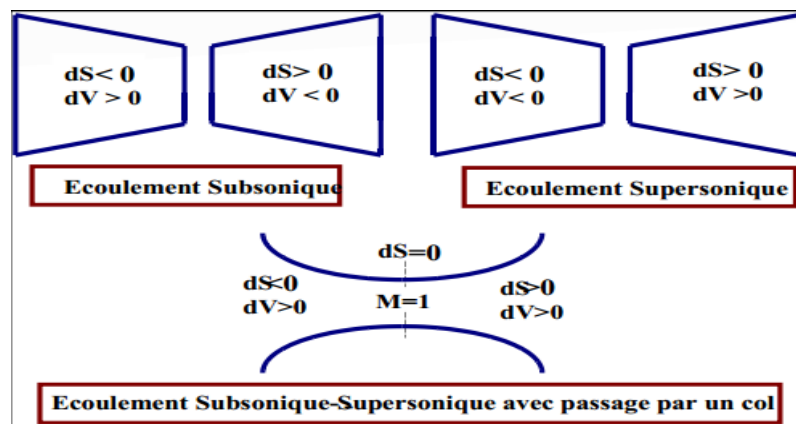 dS< 0
dV > 0
dS> 0
dV < 0
dS< 0
dV< 0
dS> 0
dV >0
Ecoulement Subsonique
Ecoulement Supersonique
dS=0
dS<0
dV>0
M=1
dS>0
dV>0
Ecoulement Subsonique-Supersonique avec passage par un col